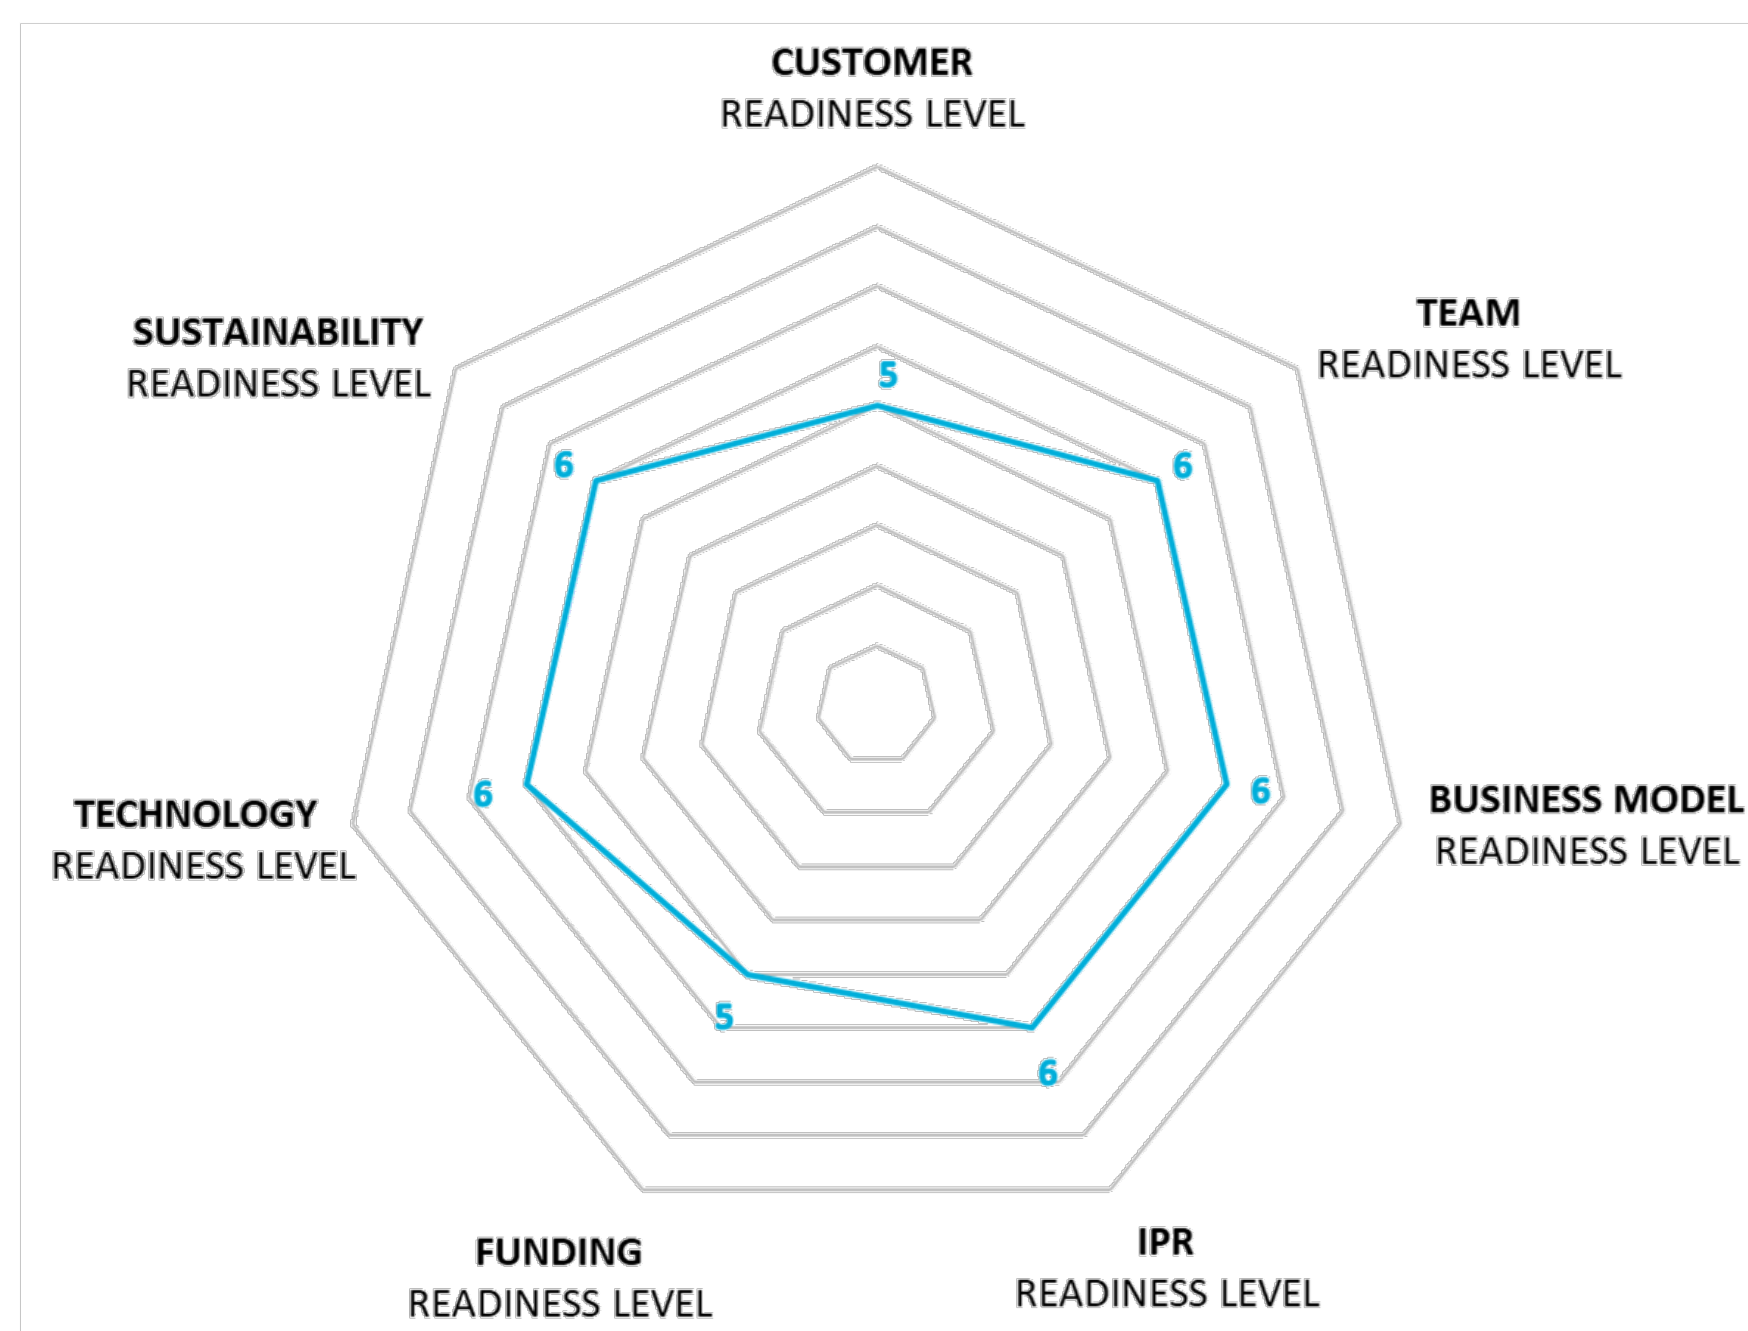 CUSTOMER
READINESS LEVEL
TEAM
READINESS LEVEL
SUSTAINABILITY
READINESS LEVEL
5
6
6
BUSINESS MODEL
READINESS LEVEL
6
TECHNOLOGY
READINESS LEVEL
6
5
6
IPR
READINESS LEVEL
FUNDING
READINESS LEVEL